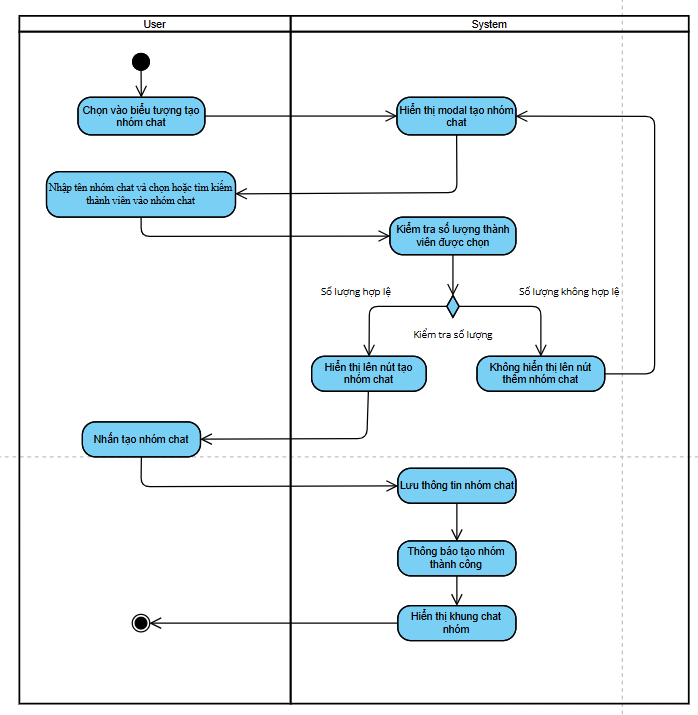 User
System
Chọn vào biểu tượng tạo
nhóm chat
Hiển thị modal tạo nhóm
chat
Nhập tên nhóm chat và chọn hoặc tìm kiếm
thành viên vào nhóm chat
Kiểm tra số lượng thành
viên được chọn
Số lượng hợp lệ
Số lượng không hợp lệ
Kiểm tra số lượng
Hiển thị lên nút tạo
nhóm chat
Không hiển thị lên nút
thêm nhóm chat
Nhấn tạo nhóm chat
Lưu thông tin nhóm chat
Thông báo tạo nhóm
thành công
Hiển thị khung chat
nhóm